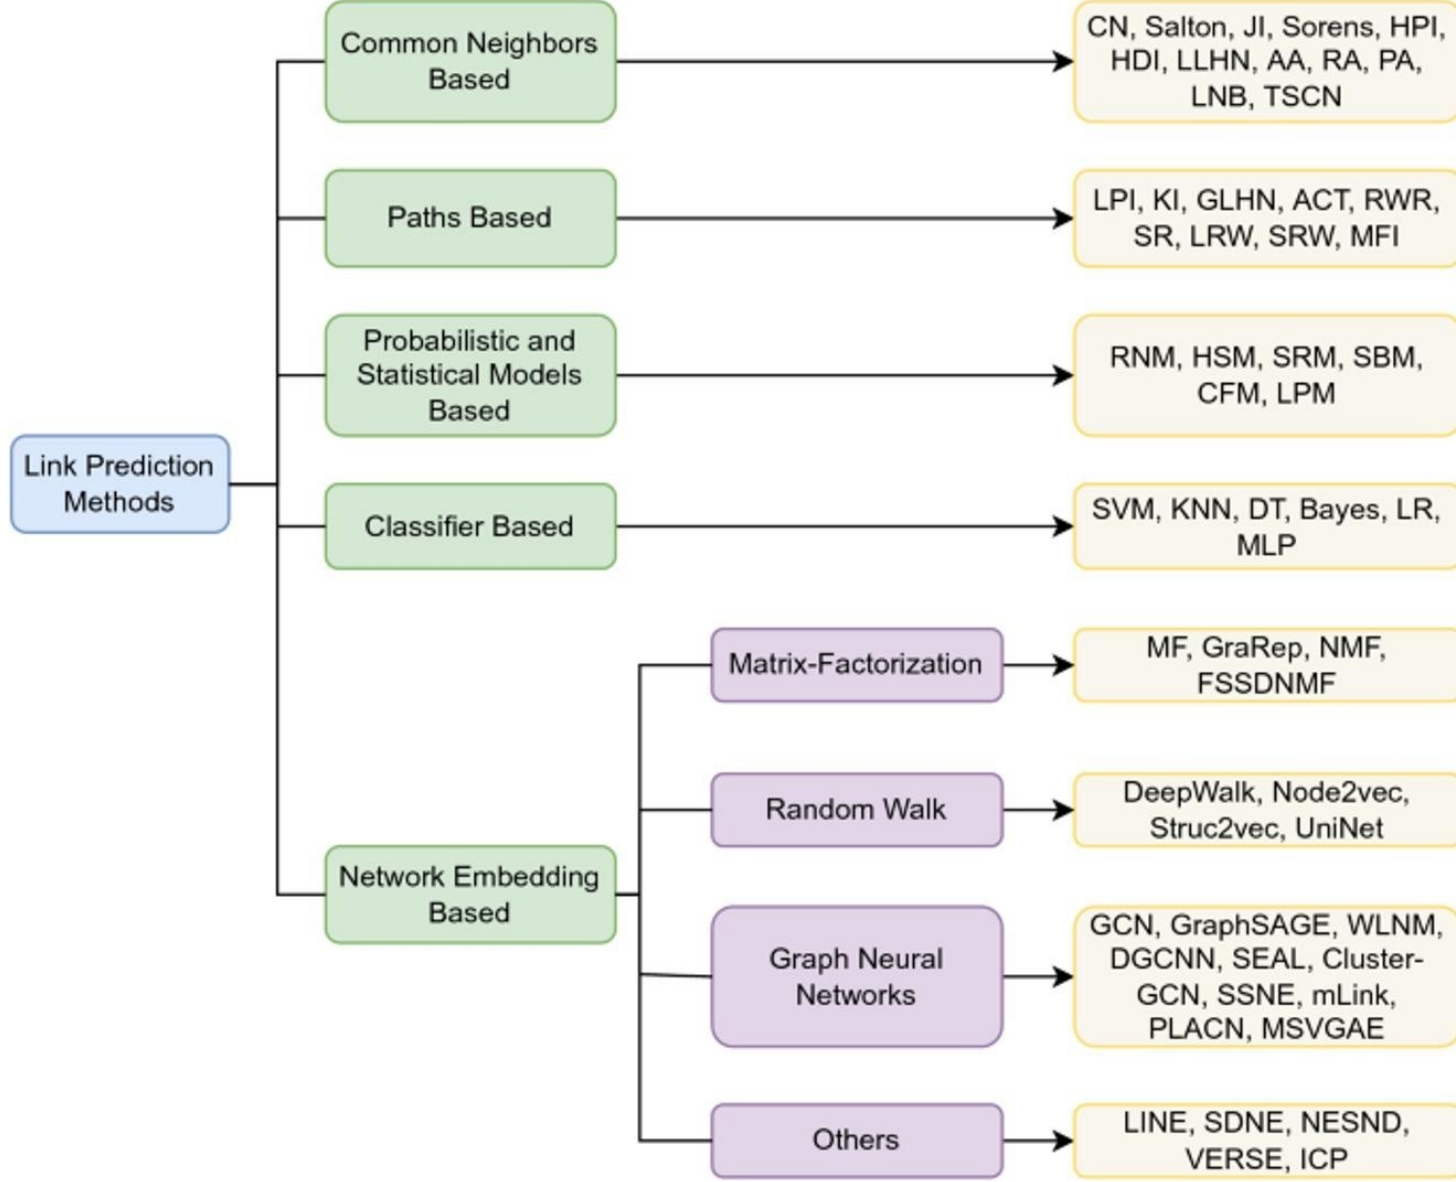 Common Neighbors
Based
CN, Salton, JI, Sorens, HPI,
HDI, LLHN, AA, RA, PA,
LNB, TSCN
Paths Based
LPI, KI, GLHN, ACT, RWR,
SR, LRW, SRW, MFI
Probabilistic and
Statistical Models
Based
RNM, HSM, SRM, SBM,
CFM, LPM
Link Prediction
Methods
Classifier Based
SVM, KNN, DT, Bayes, LR,
MLP
Matrix-Factorization
MF, GraRep, NMF,
FSSDNMF
Random Walk
DeepWalk, Node2vec,
Struc2vec, UniNet
Network Embedding
Based
Graph Neural
Networks
GCN, GraphSAGE, WLNM,
DGCNN, SEAL, Cluster-
GCN, SSNE, mLink,
PLACN, MSVGAE
Others
LINE, SDNE, NESND,
VERSE, ICP